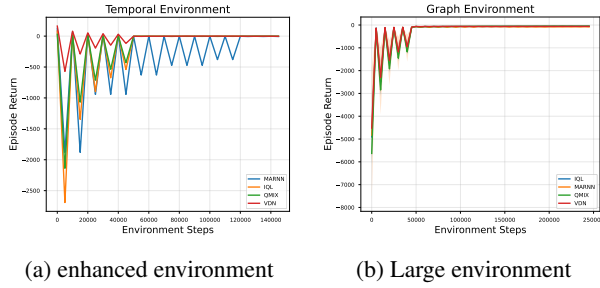 Temporal Environment
Episode Return
0
−500
−1000
−1500
−2000
−2500
0 20000 40000 60000 80000 100000 120000 140000
Environment Steps
MARNN
IQL
QMIX
VDN
(a) enhanced environment
Graph Environment
Episode Return
0
−1000
−2000
−3000
−4000
−5000
−6000
−7000
−8000
0 50000 100000 150000 200000 250000
Environment Steps
IQL
MARNN
QMIX
VDN
(b) Large environment